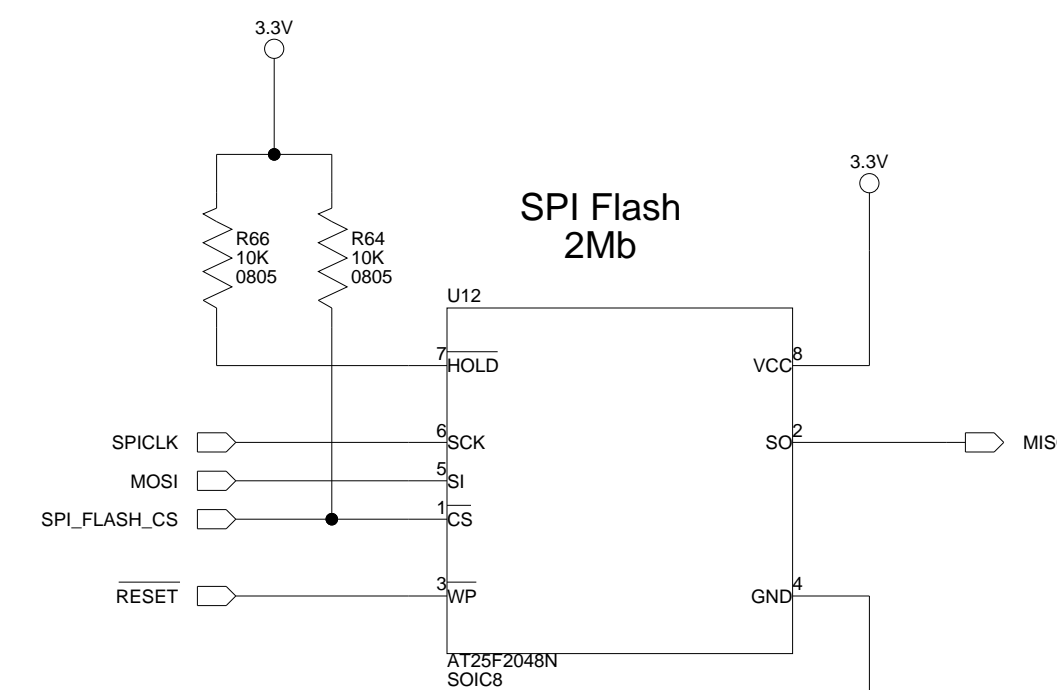 3.3V
3.3V
SPI Flash
2Mb
R66
10K
0805
R64
10K
0805
U12
7
HOLD
VCC
8
SPICLK
6
SCK
SO
2
MOSI
5
SI
SPI_FLASH_CS
1
CS
RESET
3
WP
GND
4
AT25F2048N
SOIC8